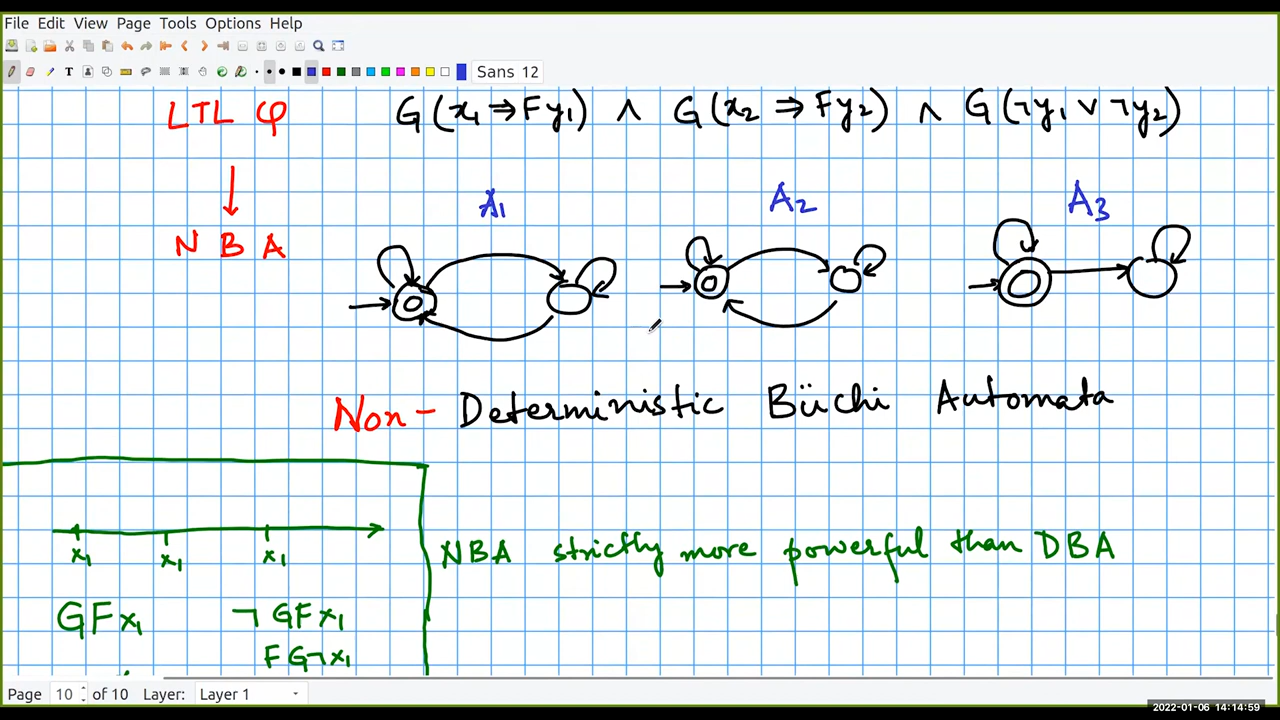 File Edit View Page Tools Options Help
T Sans 12
LTL φ G(x₁ ⇒ Fy₁) ∧ G(x₂ ⇒ Fy₂) ∧ G(¬y₁ ∨ ¬y₂)
A₁ A₂ A₃
NBA
Non- Deterministic Büchi Automata
x₁ x₁ x₁
NBA strictly more powerful than DBA
GFx₁ ¬GFx₁
FG¬x₁
Page 10 of 10 Layer: Layer 1
2022-01-06 14:14:59